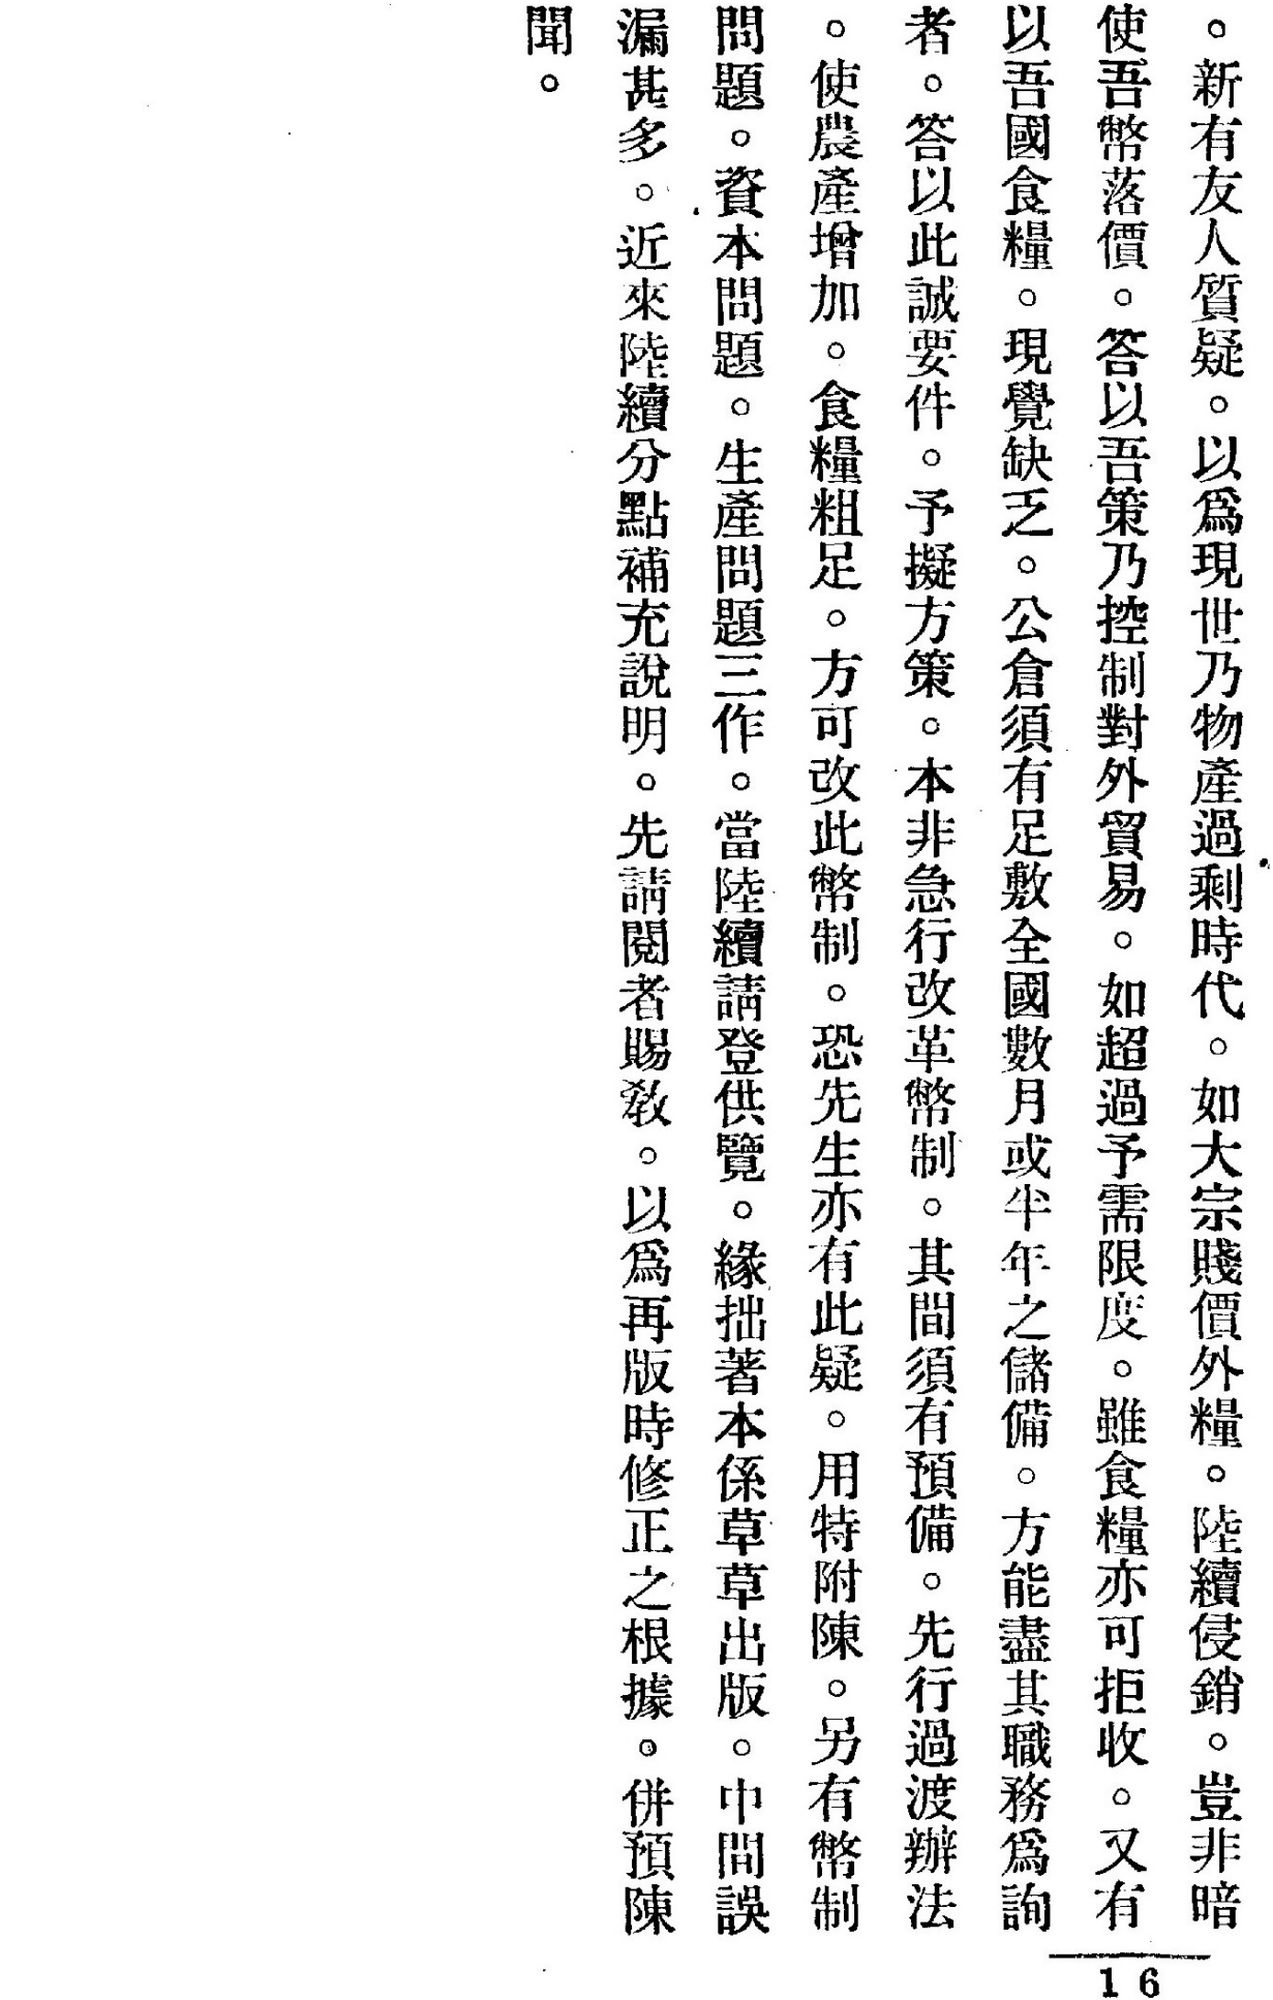 。新有友人質疑。以爲現世乃物產過剩時代。如大宗賤價外糧。陸續侵銷。豈非暗
使吾幣落價。答以吾策乃控制對外貿易。如超過予需限度。雖食糧亦可拒收。又有
以吾國食糧。現覺缺乏。公倉須有足敷全國數月或半年之儲備。方能盡其職務爲詢
者。答以此誠要件。予擬方策。本非急行改革幣制。其間須有預備。先行過渡辦法
。使農產增加。食糧粗足。方可改此幣制。恐先生亦有此疑。用特附陳。另有幣制
問題。資本問題。生產問題三作。當陸續請登供覽。緣拙著本係草草出版。中間誤
漏甚多。近來陸續分點補充說明。先請閱者賜教。以爲再版時修正之根據。併預陳
聞。
16